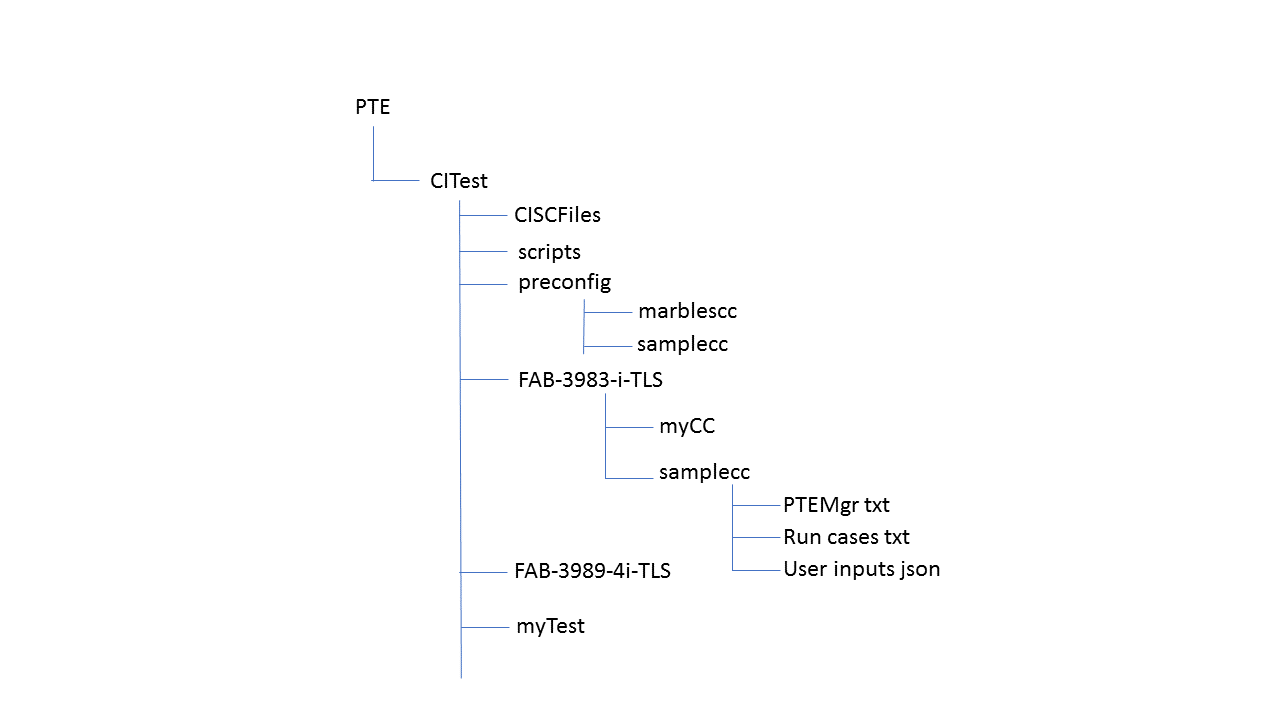 PTE
CITest
CISCFiles
scripts
preconfig
marblescc
samplecc
FAB-3983-i-TLS
myCC
samplecc
PTEMgr txt
Run cases txt
User inputs json
FAB-3989-4i-TLS
myTest